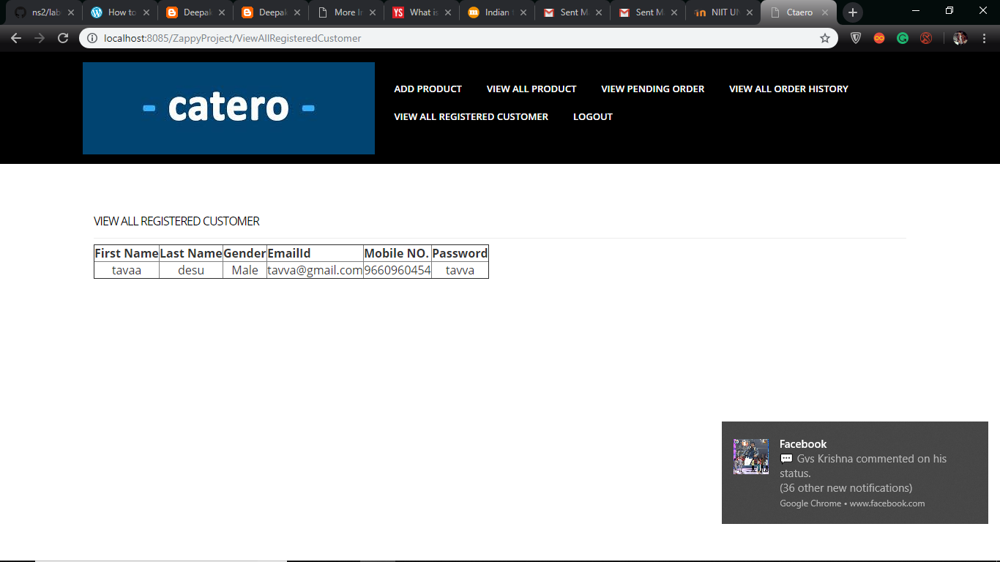 ns2/lab
How to
Deepak
Deepak
More In
What is
Indian
Sent M
Sent M
NIIT UN
Ctaero
localhost:8085/ZappyProject/ViewAllRegisteredCustomer
- catero -
ADD PRODUCT VIEW ALL PRODUCT VIEW PENDING ORDER VIEW ALL ORDER HISTORY
VIEW ALL REGISTERED CUSTOMER LOGOUT
VIEW ALL REGISTERED CUSTOMER
First Name Last Name Gender EmailId Mobile NO. Password
tavaa desu Male tavva@gmail.com 9660960454 tavva
Facebook
Gvs Krishna commented on his
status.
(36 other new notifications)
Google Chrome • www.facebook.com